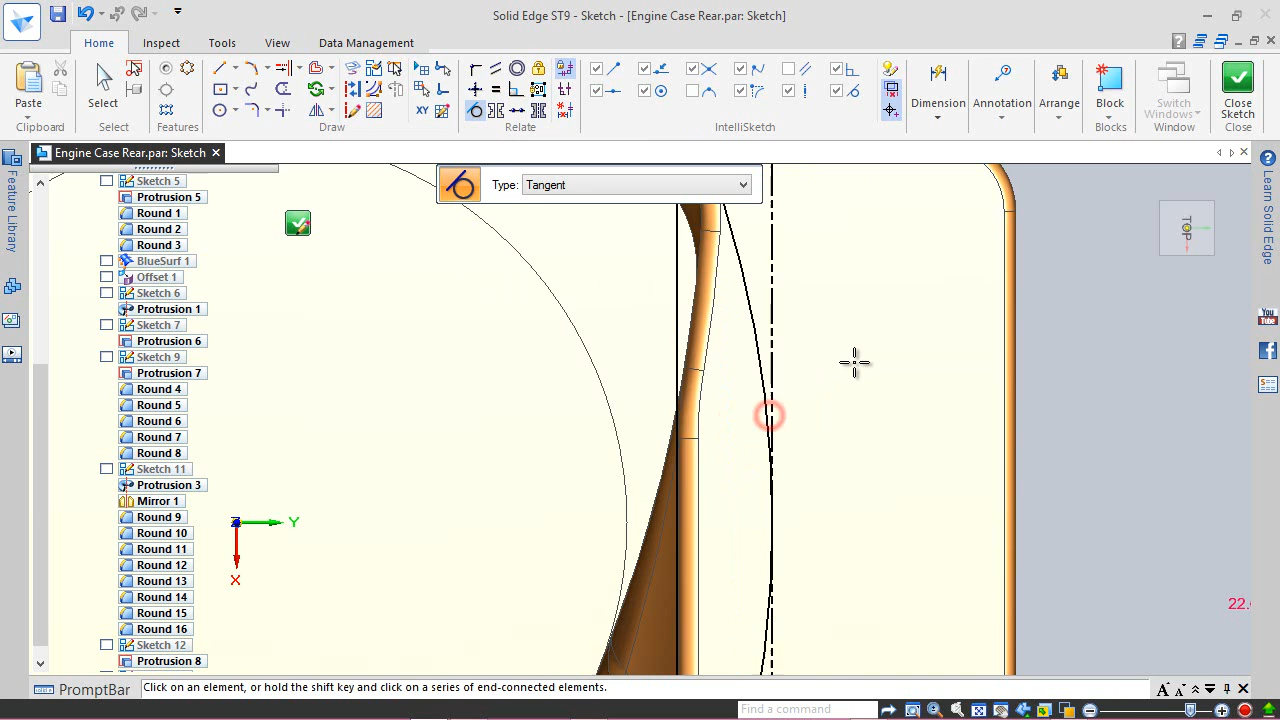 Solid Edge ST9 - Sketch - [Engine Case Rear.par: Sketch]
Home Inspect Tools View Data Management
Paste
Select
Dimension
Annotation
Arrange
Block
Switch Windows
Close Sketch
Clipboard Select Features Draw Relate IntelliSketch Blocks Window Close
Engine Case Rear.par: Sketch
Type: Tangent
Feature Library
Learn Solid Edge
You Tube
Sketch 5
Protrusion 5
Round 1
Round 2
Round 3
BlueSurf 1
Offset 1
Sketch 6
Protrusion 1
Sketch 7
Protrusion 6
Sketch 9
Protrusion 7
Round 4
Round 5
Round 6
Round 7
Round 8
Sketch 11
Protrusion 3
Mirror 1
Round 9
Round 10
Round 11
Round 12
Round 13
Round 14
Round 15
Round 16
Sketch 12
Protrusion 8
TOP
Y
X
XY
PromptBar
Click on an element, or hold the shift key and click on a series of end-connected elements.
Find a command